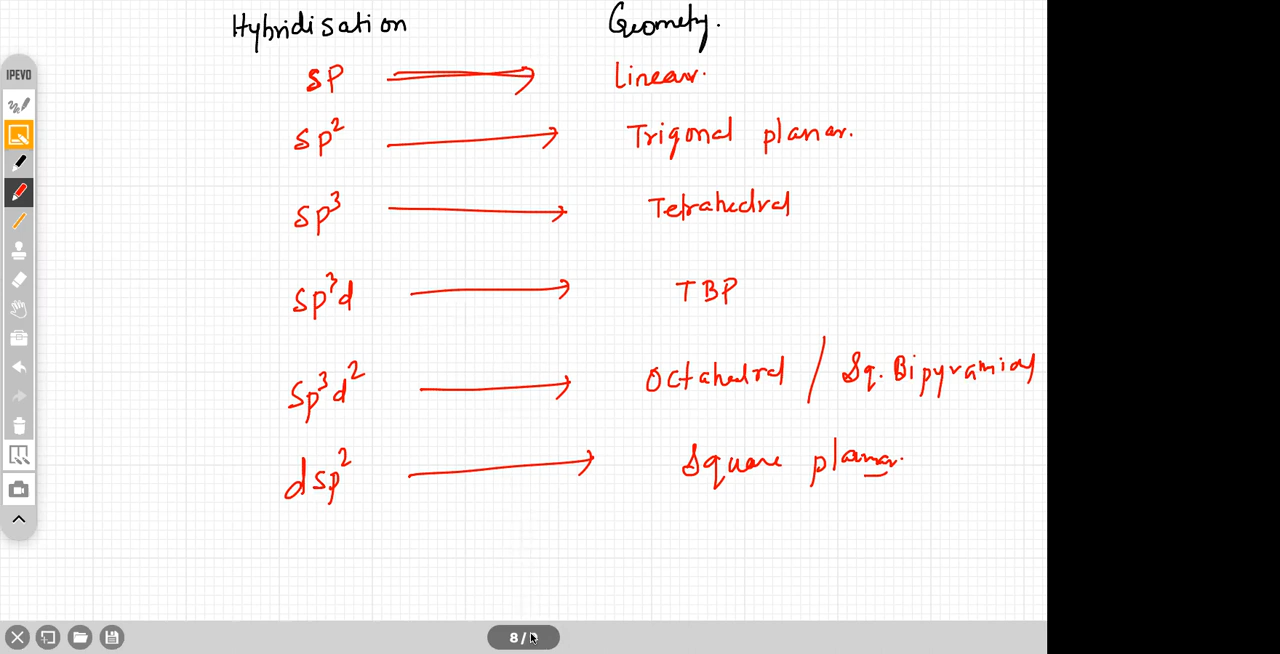 Hybridisation Geometry.
IPEVO
sp Linear.
sp² Trigonal planar.
sp³ Tetrahedral
sp³d TBP
sp³d² Octahedral / Sq. Bipyramidal
dsp² Square planar.